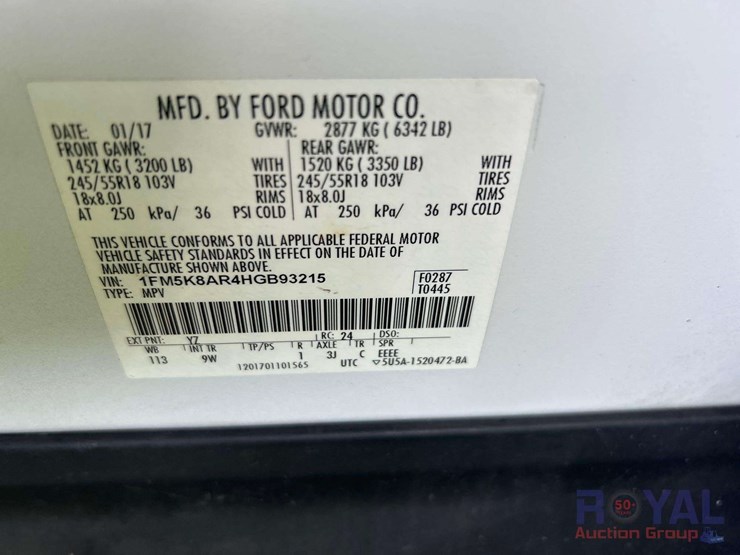 MFD. BY FORD MOTOR CO.
DATE: 01/17 GVWR: 2877 KG ( 6342 LB)
FRONT GAWR: REAR GAWR:
1452 KG ( 3200 LB) WITH 1520 KG ( 3350 LB) WITH
245/55R18 103V TIRES 245/55R18 103V TIRES
18x8.0J RIMS 18x8.0J RIMS
AT 250 kPa/ 36 PSI COLD AT 250 kPa/ 36 PSI COLD
THIS VEHICLE CONFORMS TO ALL APPLICABLE FEDERAL MOTOR
VEHICLE SAFETY STANDARDS IN EFFECT ON THE DATE OF
MANUFACTURE SHOWN ABOVE.
VIN: 1FM5K8AR4HGB93215 F0287
TYPE: MPV T0445
EXT PNT: YZ RC: 24 DSO:
WB INT TR TP/PS R AXLE TR SPR
113 9W 1 3J C EEEE
1201701101565 UTC ▽5U5A-1520472-BA
ROYAL
50+
Auction Group